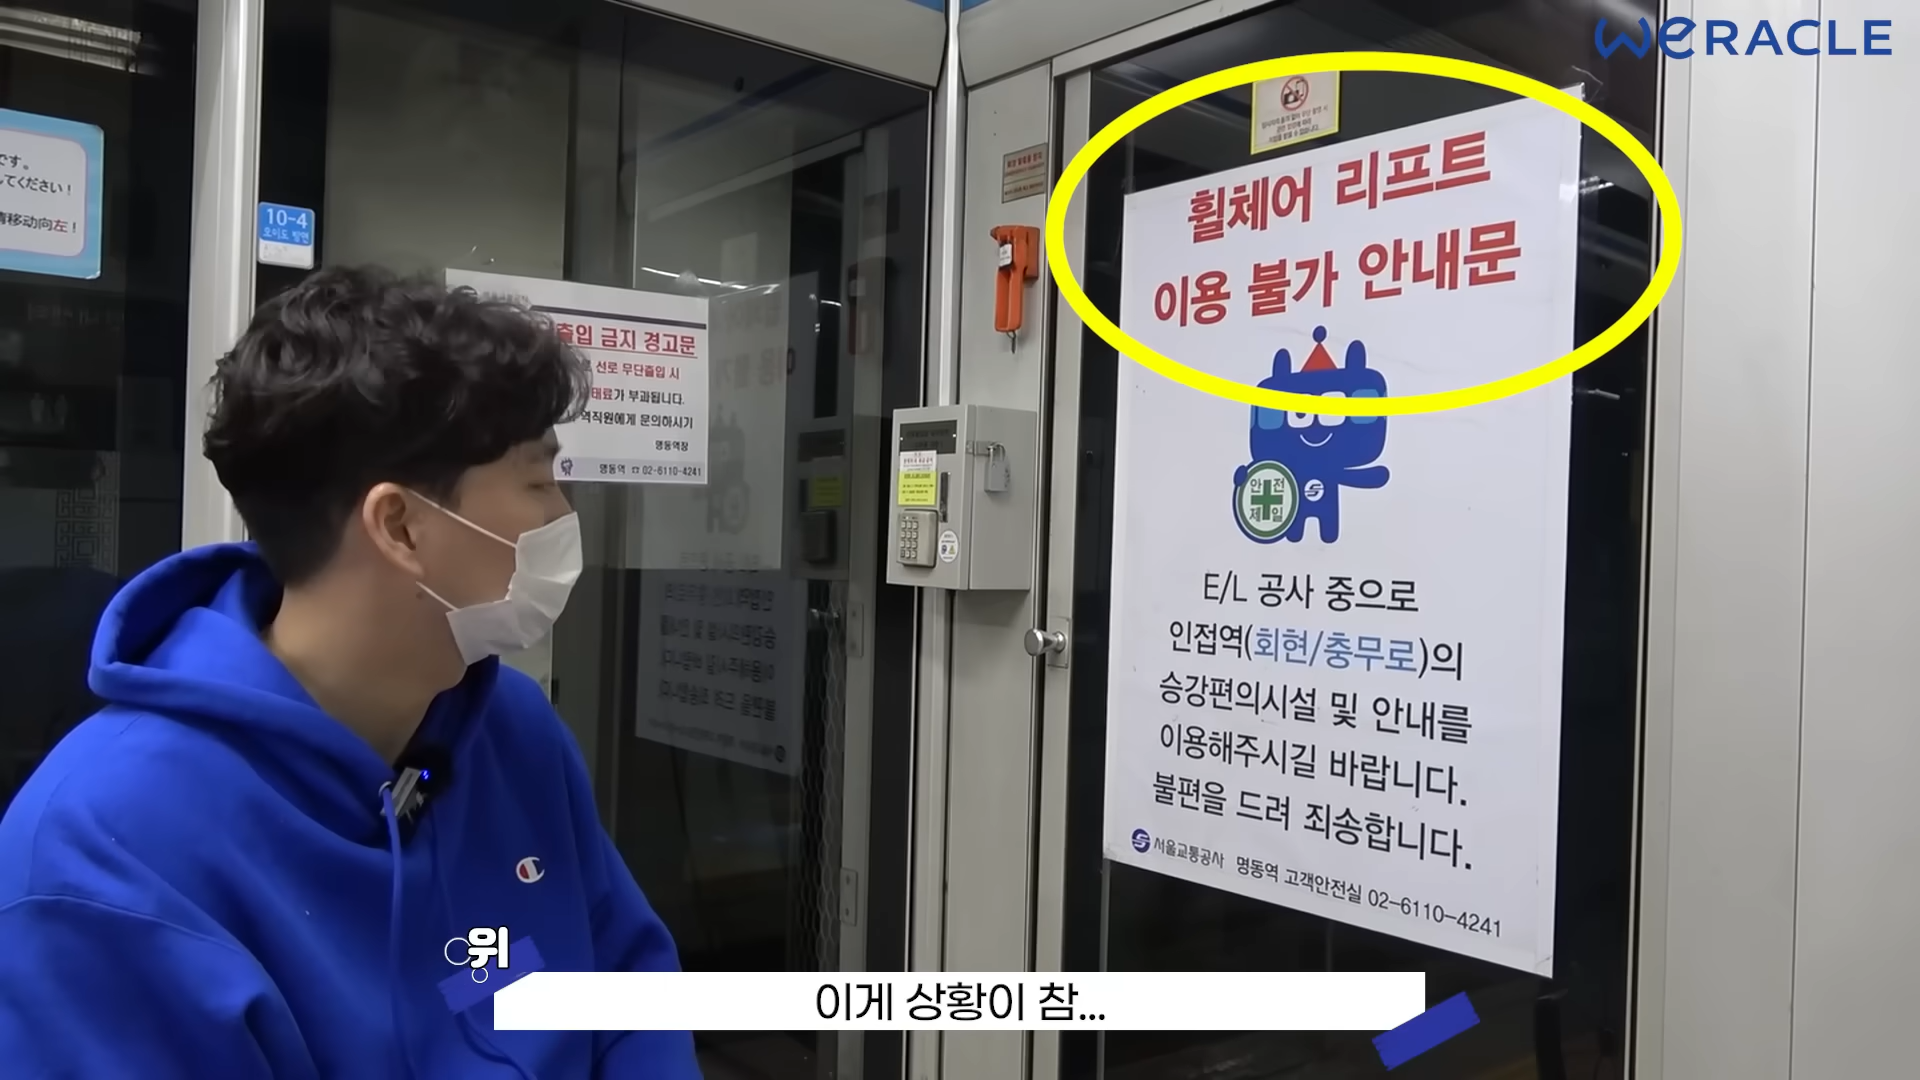 weRACLE
です。
してください!
請移动向左!
10-4
오이도 방면
출입 금지 경고문
선로 무단출입 시
태료가 부과됩니다.
역직원에게 문의하시기
명동역장
명동역 ☎ 02-6110-4241
휠체어 리프트
이용 불가 안내문
안전
제일
E/L 공사 중으로
인접역(회현/충무로)의
승강편의시설 및 안내를
이용해주시길 바랍니다.
불편을 드려 죄송합니다.
서울교통공사 명동역 고객안전실 02-6110-4241
위
이게 상황이 참...